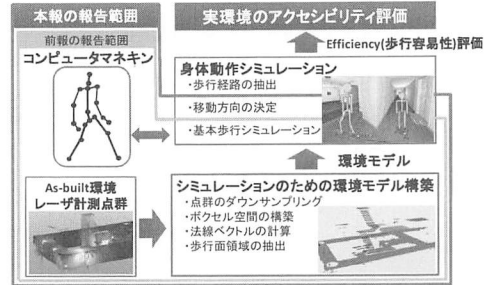 本報の報告範囲
実環境のアクセシビリティ評価
前報の報告範囲
コンピュータマネキン
Efficiency(歩行容易性)評価
身体動作シミュレーション
・歩行経路の抽出
・移動方向の決定
・基本歩行シミュレーション
環境モデル
As-built環境
レーザ計測点群
シミュレーションのための環境モデル構築
・点群のダウンサンプリング
・ボクセル空間の構築
・法線ベクトルの計算
・歩行面領域の抽出